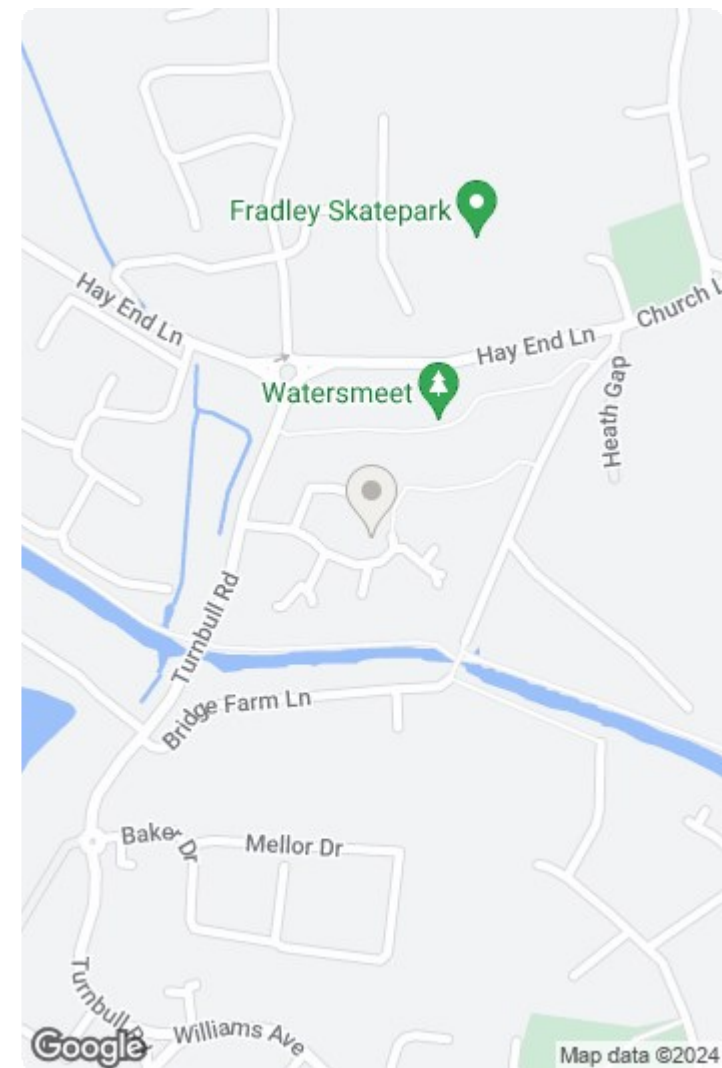 Fradley Skatepark
Hay End Ln
Church L
Hay End Ln
Watersmeet
Heath Gap
Turnbull Rd
Bridge Farm Ln
Baker Dr
Mellor Dr
Turnbull R
Williams Ave
Google
Map data ©2024